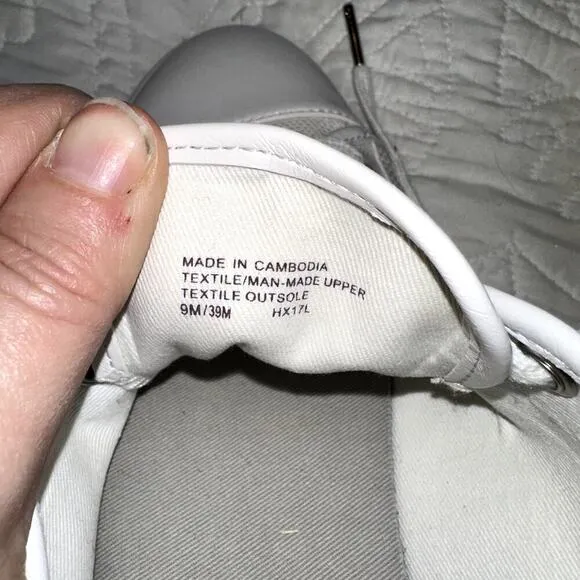 MADE IN CAMBODIA
TEXTILE/MAN-MADE UPPER
TEXTILE OUTSOLE
9M/39M HX17L